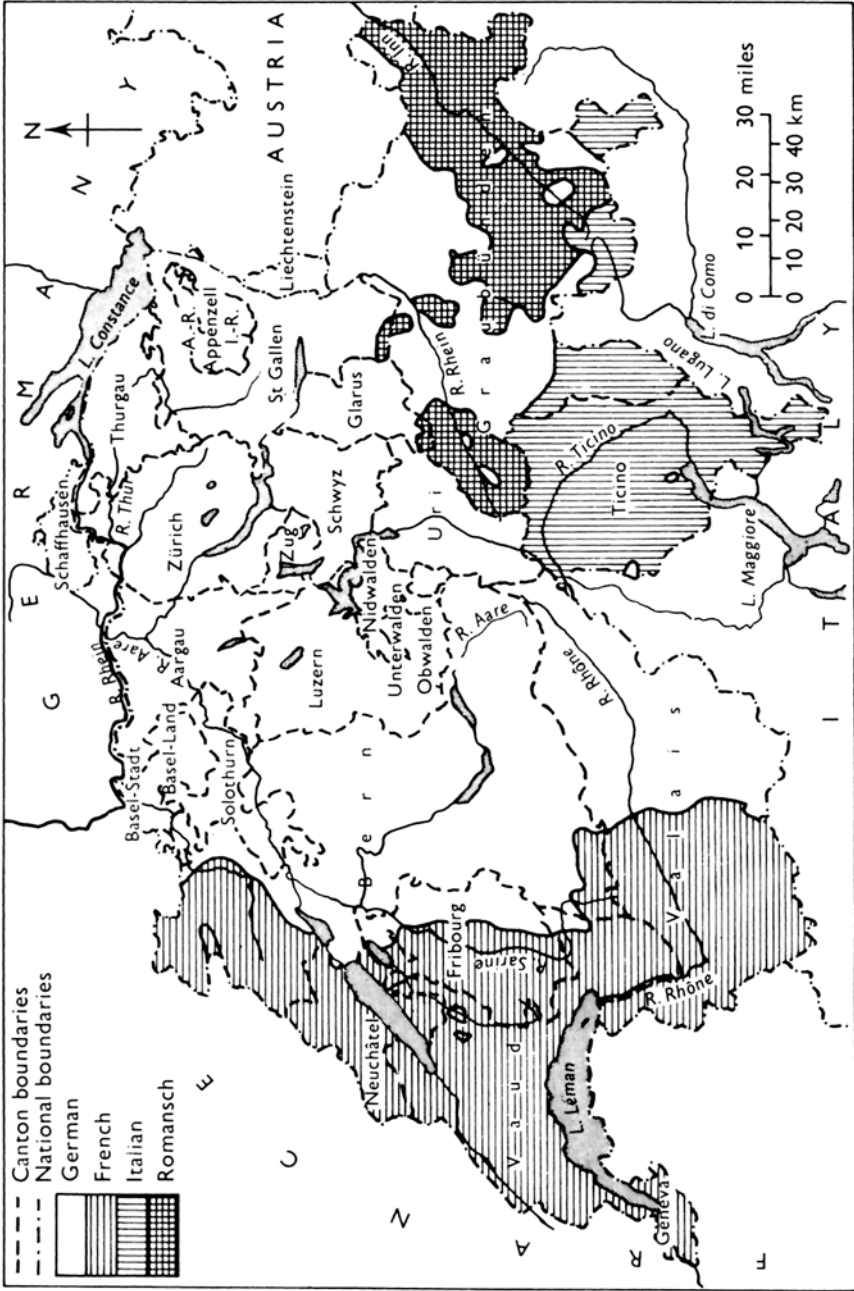 Canton boundaries
National boundaries
German
French
Italian
Romansch
N
GERMANY
FRANCE
ITALY
AUSTRIA
Liechtenstein
L. Constance
Schaffhausen
Thurgau
R. Thur
Zürich
A.-R.
Appenzell
I.-R.
St Gallen
Glarus
Schwyz
Zug
R. Rhein
R. Aare
Aargau
Basel-Stadt
Basel-Land
Solothurn
Luzern
Nidwalden
Unterwalden
Obwalden
Uri
R. Aare
Bern
Neuchâtel
Fribourg
R. Sarine
Vaud
L. Léman
Geneva
R. Rhône
R. Rhône
Valais
Ticino
R. Ticino
L. Maggiore
L. Lugano
L. di Como
R. Rhein
Graubünden
R. Inn
0 10 20 30 miles
0 10 20 30 40 km